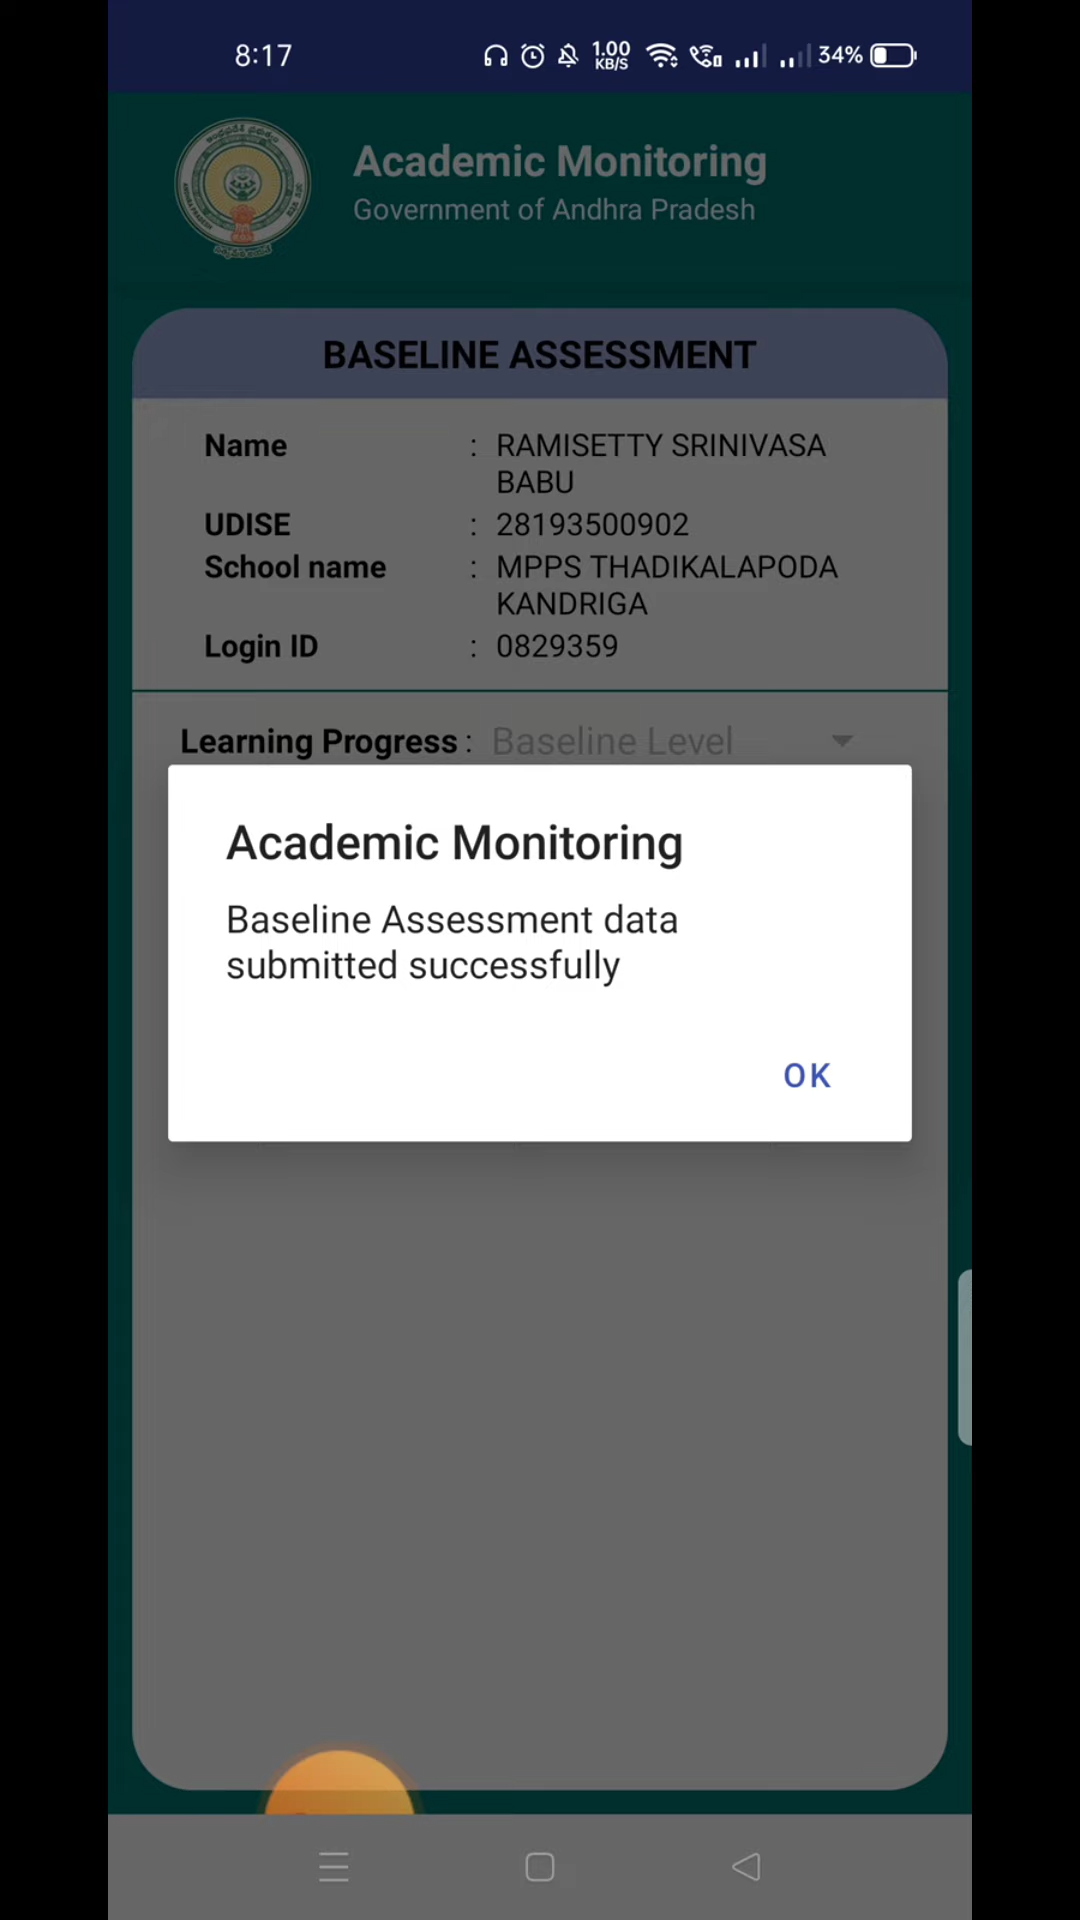 8:17
1.00
KB/S
34%
Academic Monitoring
Government of Andhra Pradesh
BASELINE ASSESSMENT
Name : RAMISETTY SRINIVASA
BABU
UDISE : 28193500902
School name : MPPS THADIKALAPODA
KANDRIGA
Login ID : 0829359
Learning Progress : Baseline Level
Academic Monitoring
Baseline Assessment data
submitted successfully
OK